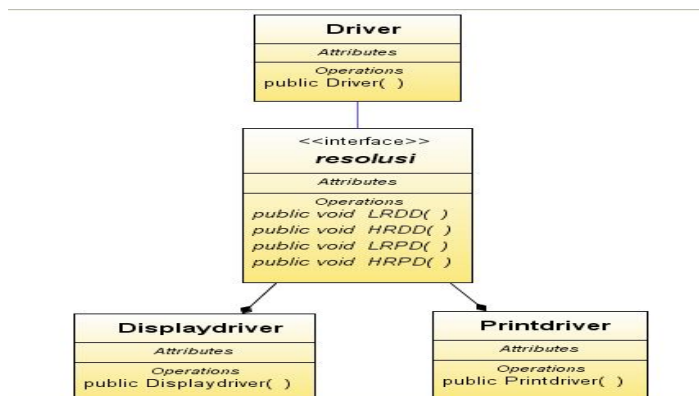 Driver
Attributes
Operations
public Driver( )
<<interface>>
resolusi
Attributes
Operations
public void LRDD( )
public void HRDD( )
public void LRPD( )
public void HRPD( )
Displaydriver
Attributes
Operations
public Displaydriver( )
Printdriver
Attributes
Operations
public Printdriver( )